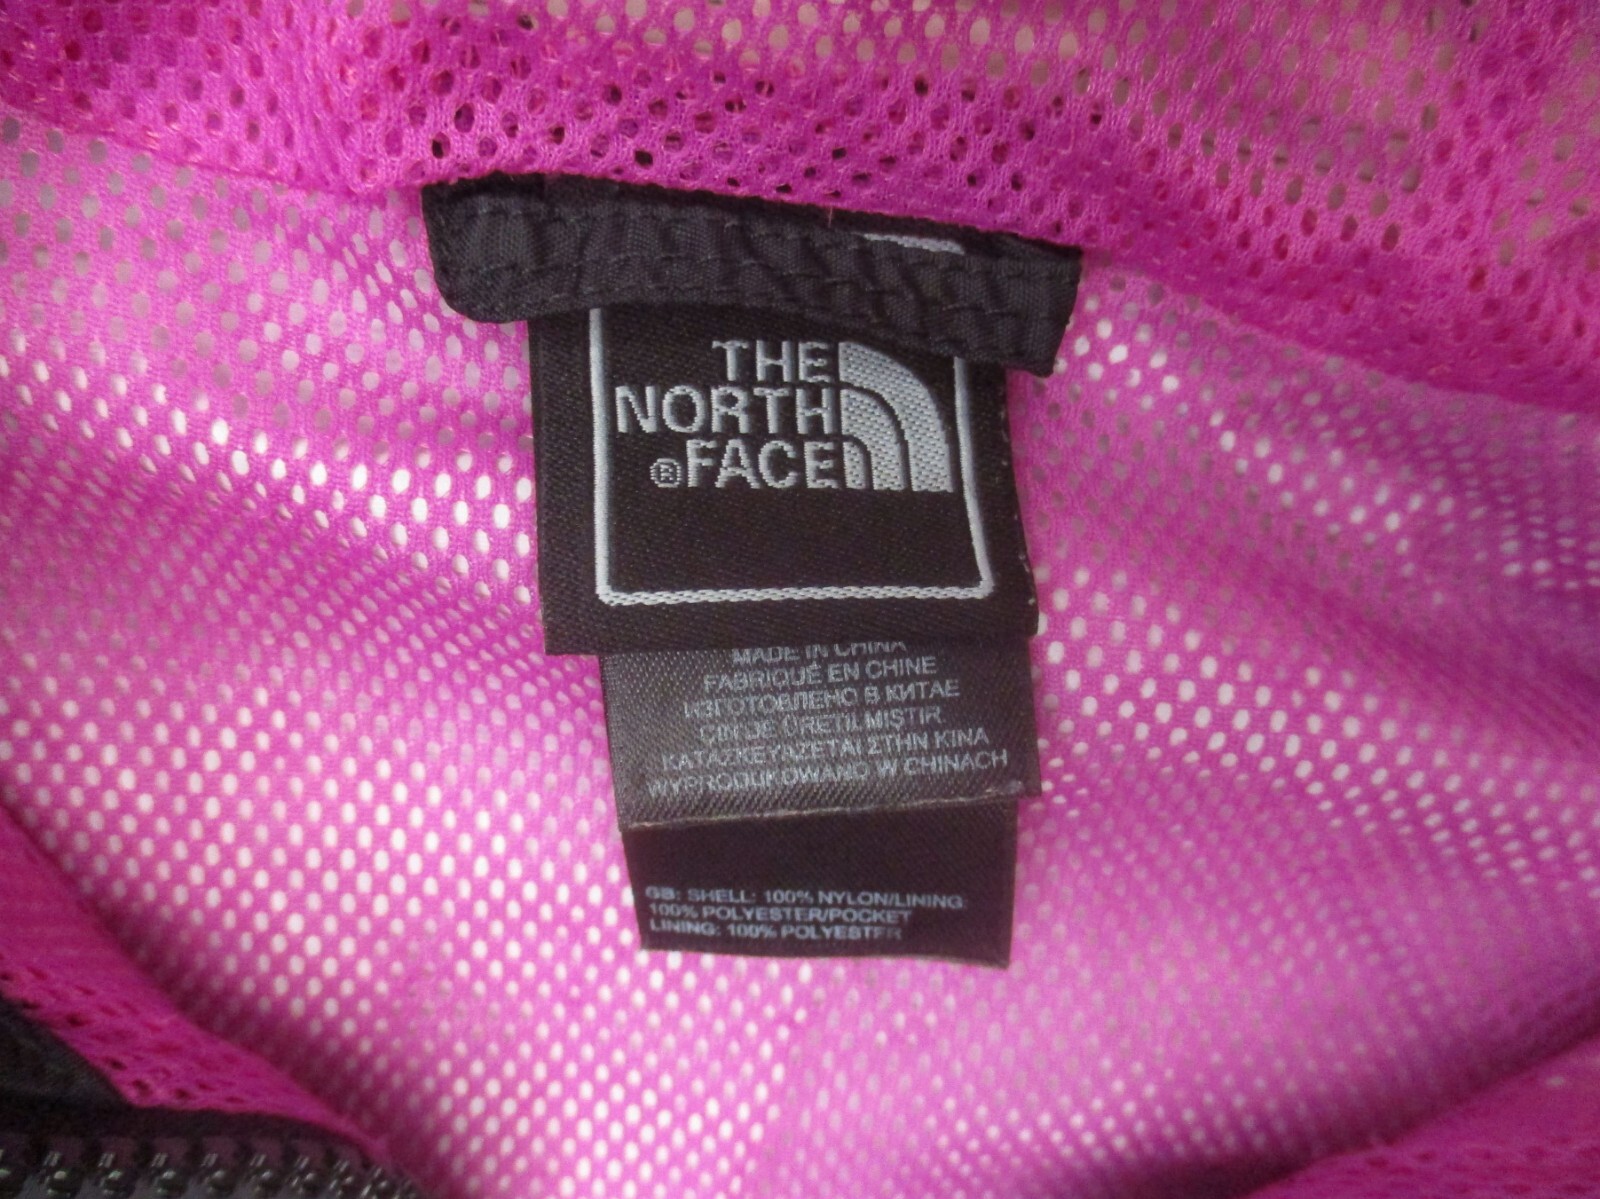 THE
NORTH
®FACE
MADE IN CHINA
FABRIQUÉ EN CHINE
ИЗГОТОВЛЕНО В КИТАЕ
ÇIN'DE ÜRETILMIŞTIR
ΚΑΤΑΣΚΕΥΑΖΕΤΑΙ ΣΤΗΝ ΚΙΝΑ
WYPRODUKOWANO W CHINACH
GB: SHELL: 100% NYLON/LINING:
100% POLYESTER/POCKET
LINING: 100% POLYESTER